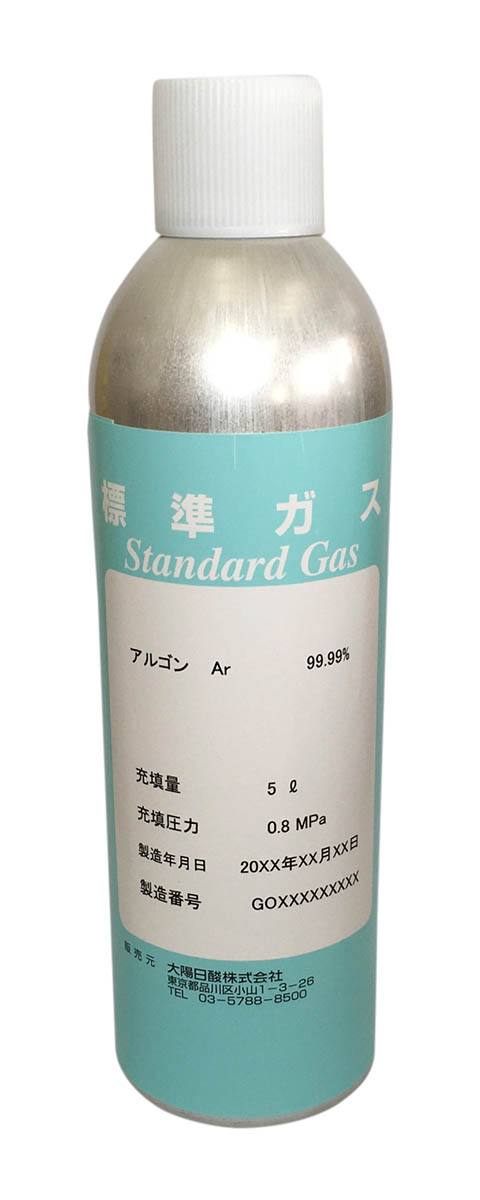 標準ガス
Standard Gas
アルゴン Ar 99.99%
充填量 5 ℓ
充填圧力 0.8 MPa
製造年月日 20XX年XX月XX日
製造番号 GOXXXXXXXXX
販売元 大陽日酸株式会社
東京都品川区小山1-3-26
TEL 03-5788-8500